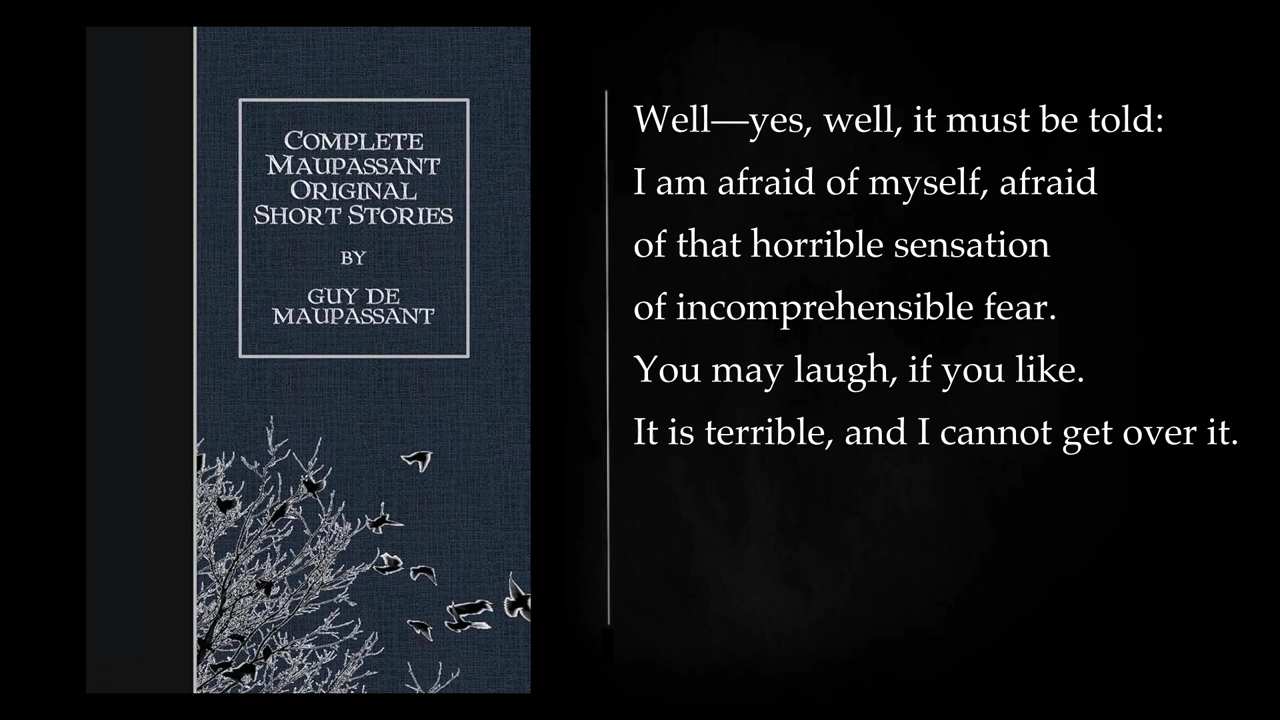 COMPLETE
MAUPASSANT
ORIGINAL
SHORT STORIES
BY
GUY DE
MAUPASSANT
Well—yes, well, it must be told:
I am afraid of myself, afraid
of that horrible sensation
of incomprehensible fear.
You may laugh, if you like.
It is terrible, and I cannot get over it.